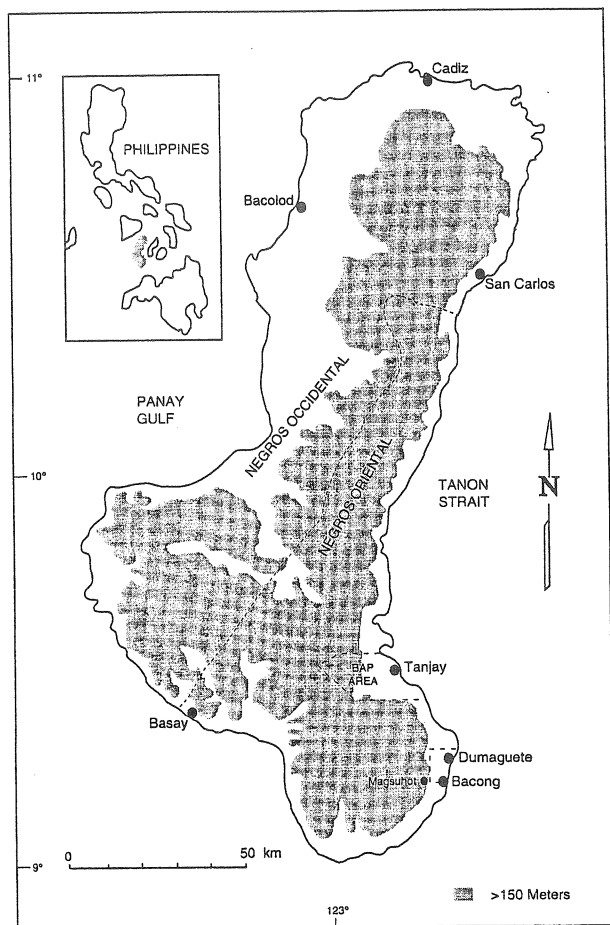 11°
Cadiz
PHILIPPINES
Bacolod
San Carlos
PANAY
GULF
NEGROS OCCIDENTAL
NEGROS ORIENTAL
10°
TANON
STRAIT
N
BAP
AREA
Tanjay
Basay
Dumaguete
Magsuhot
Bacong
0
50 km
9°
>150 Meters
123°